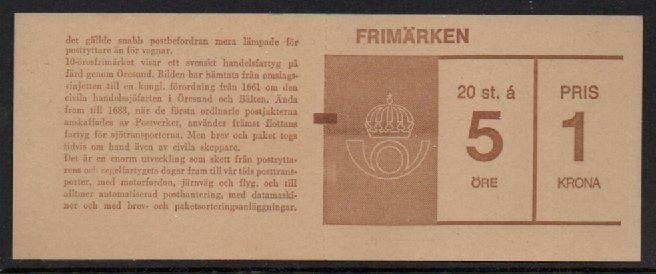 det gällde snabb postbefordran mera lämpade för
postryttare än för vagnar.
10-öresfrimärket visar ett svenskt handelsfartyg på
färd genom Öresund. Bilden har hämtats från omslags-
vinjetten till en kungl. förordning från 1661 om den
civila handelssjöfarten i Öresund och Bälten. Ända
fram till 1683, när de första ordinarie postjakterna
anskaffades av Postverket, användes främst flottans
fartyg för sjötransporterna. Men brev och paket togs
tidvis om hand även av civila skeppare.
Det är en enorm utveckling som skett från postrytta-
rens och segelfartygets dagar fram till vår tids posttrans-
porter, med motorfordon, järnväg och flyg, och till
alltmer automatiserad posthantering, med datamaski-
ner och med brev- och paketsorteringsanläggningar.
FRIMÄRKEN
20 st. á
5
ÖRE
PRIS
1
KRONA